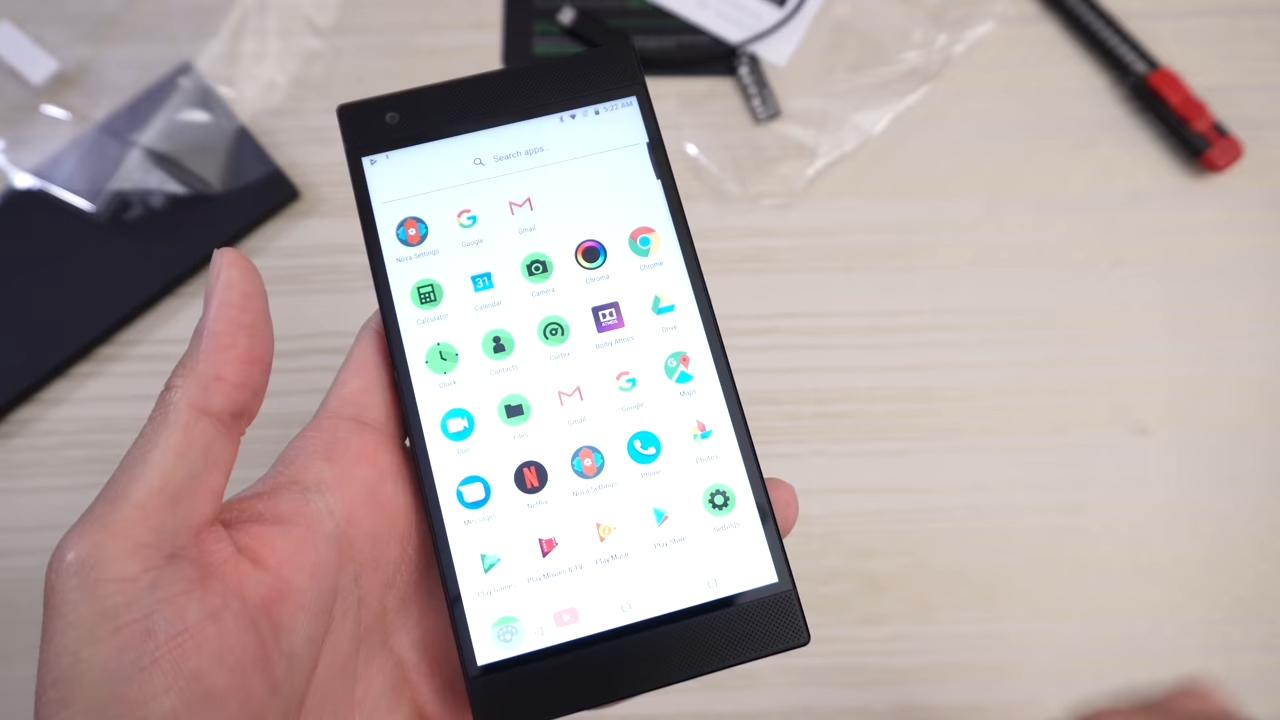 5:22 AM
Search apps...
Nova Settings
Google
Gmail
Calculator
31
Calendar
Camera
Chroma
Chrome
Clock
Contacts
Cortex
ATMOS
Dolby Atmos
Drive
Duo
Files
Gmail
Google
Maps
Messages
N
Netflix
Nova Settings
Phone
Photos
Play Games
Play Movies & TV
Play Music
Play Store
Settings